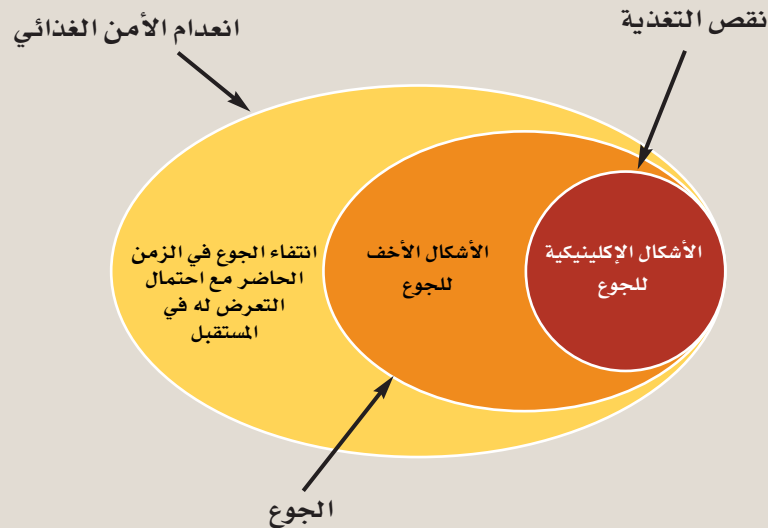 نقص التغذية
انعدام الأمن الغذائي
الأشكال الإكلينيكية
للجوع
الأشكال الأخف
للجوع
انتفاء الجوع في الزمن
الحاضر مع احتمال
التعرض له في
المستقبل
الجوع